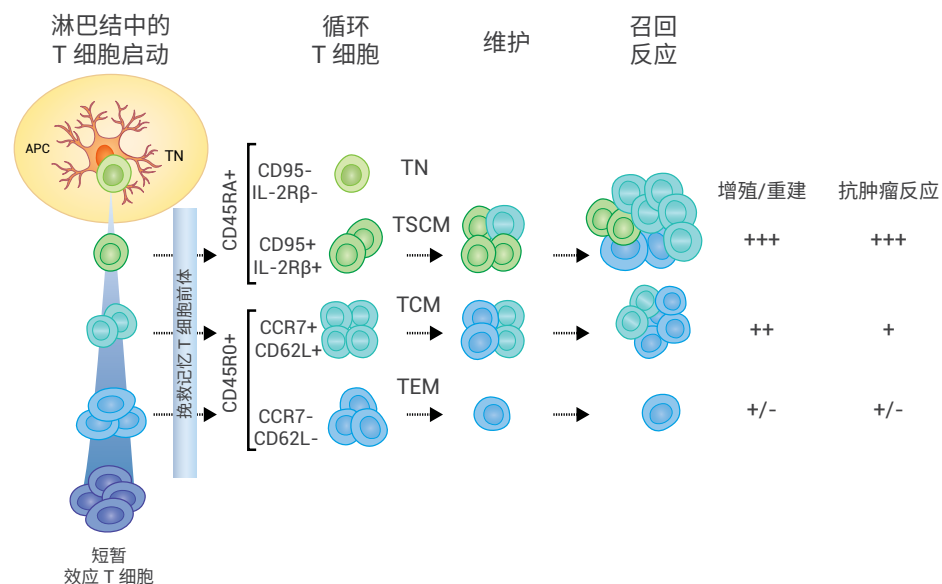 淋巴结中的
T 细胞启动
循环
T 细胞
维护
召回
反应
APC
TN
CD45RA+
CD95-
IL-2Rβ-
TN
增殖/重建
抗肿瘤反应
CD95+
IL-2Rβ+
TSCM
+++
+++
挽救记忆 T 细胞前体
CD45R0+
CCR7+
CD62L+
TCM
++
+
CCR7-
CD62L-
TEM
+/-
+/-
短暂
效应 T 细胞